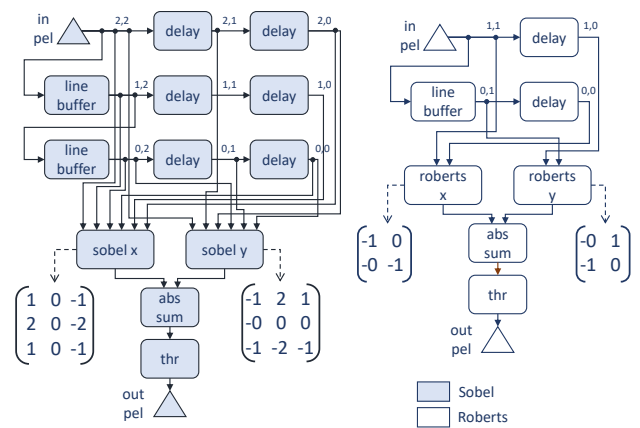 in
pel
2,2
delay
2,1
delay
2,0
line
buffer
1,2
delay
1,1
delay
1,0
line
buffer
0,2
delay
0,1
delay
0,0
sobel x
sobel y
1 0 -1
2 0 -2
1 0 -1
-1 2 1
-0 0 0
-1 -2 -1
abs
sum
thr
out
pel
in
pel
1,1
delay
1,0
line
buffer
0,1
delay
0,0
roberts
x
roberts
y
-1 0
-0 -1
-0 1
-1 0
abs
sum
thr
out
pel
Sobel
Roberts